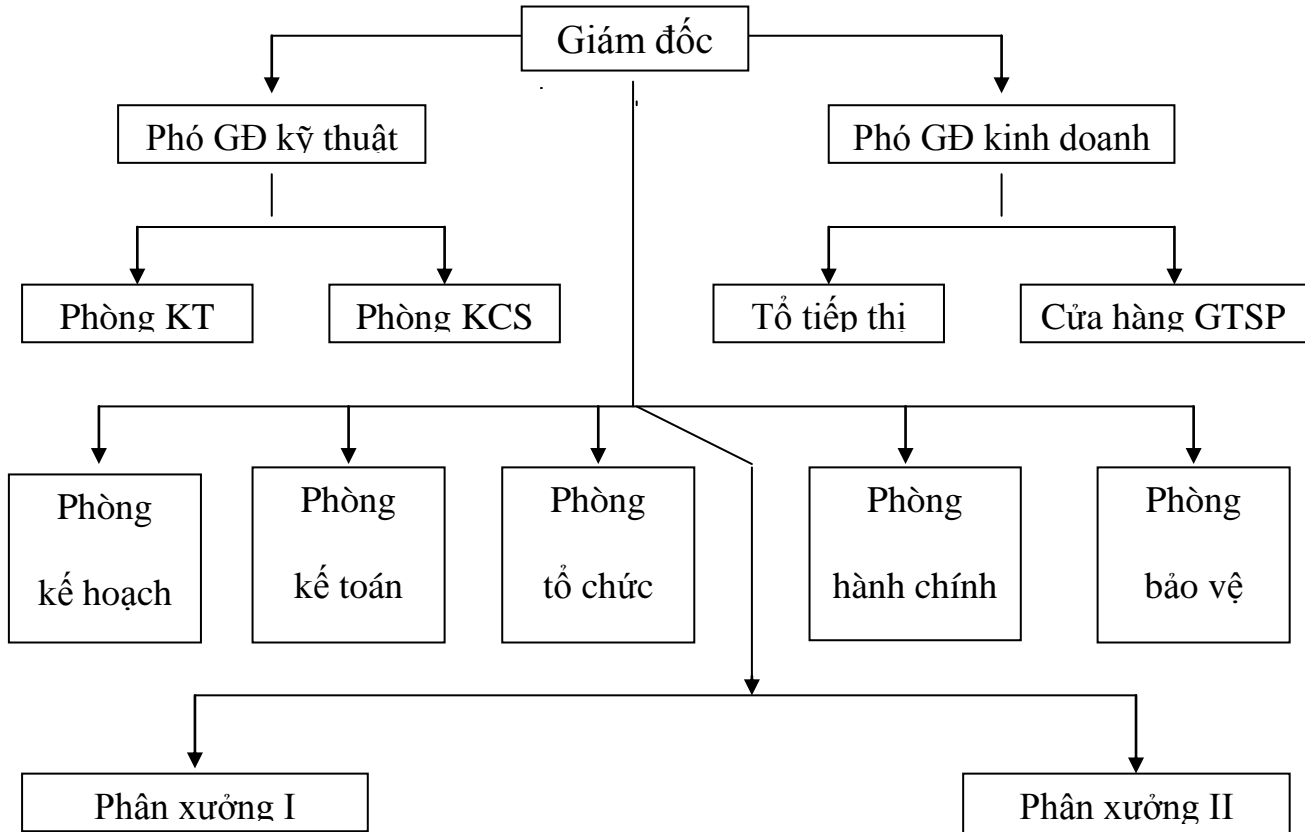 Giám đốc
Phó GĐ kỹ thuật
Phó GĐ kinh doanh
Phòng KT
Phòng KCS
Tổ tiếp thị
Cửa hàng GTSP
Phòng
kế hoạch
Phòng
kế toán
Phòng
tổ chức
Phòng
hành chính
Phòng
bảo vệ
Phân xưởng I
Phân xưởng II